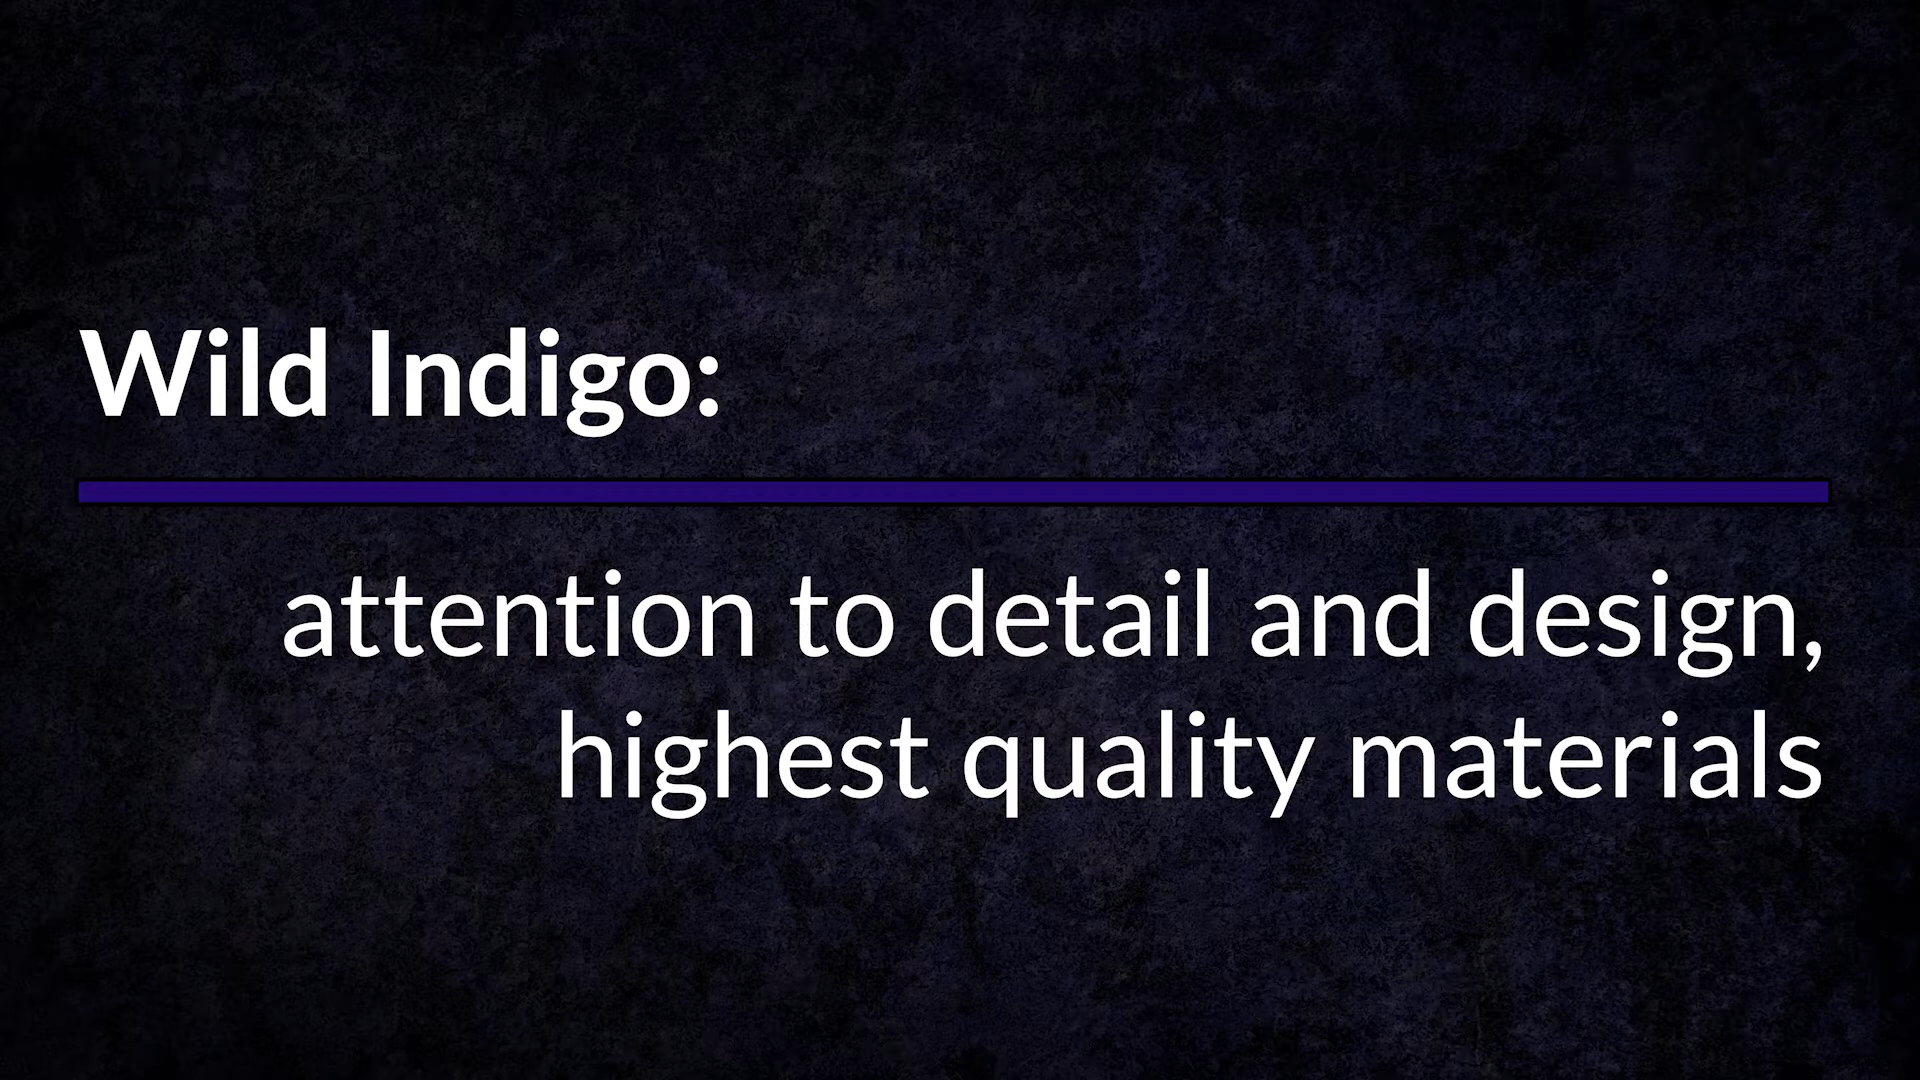 Wild Indigo:
attention to detail and design,
highest quality materials